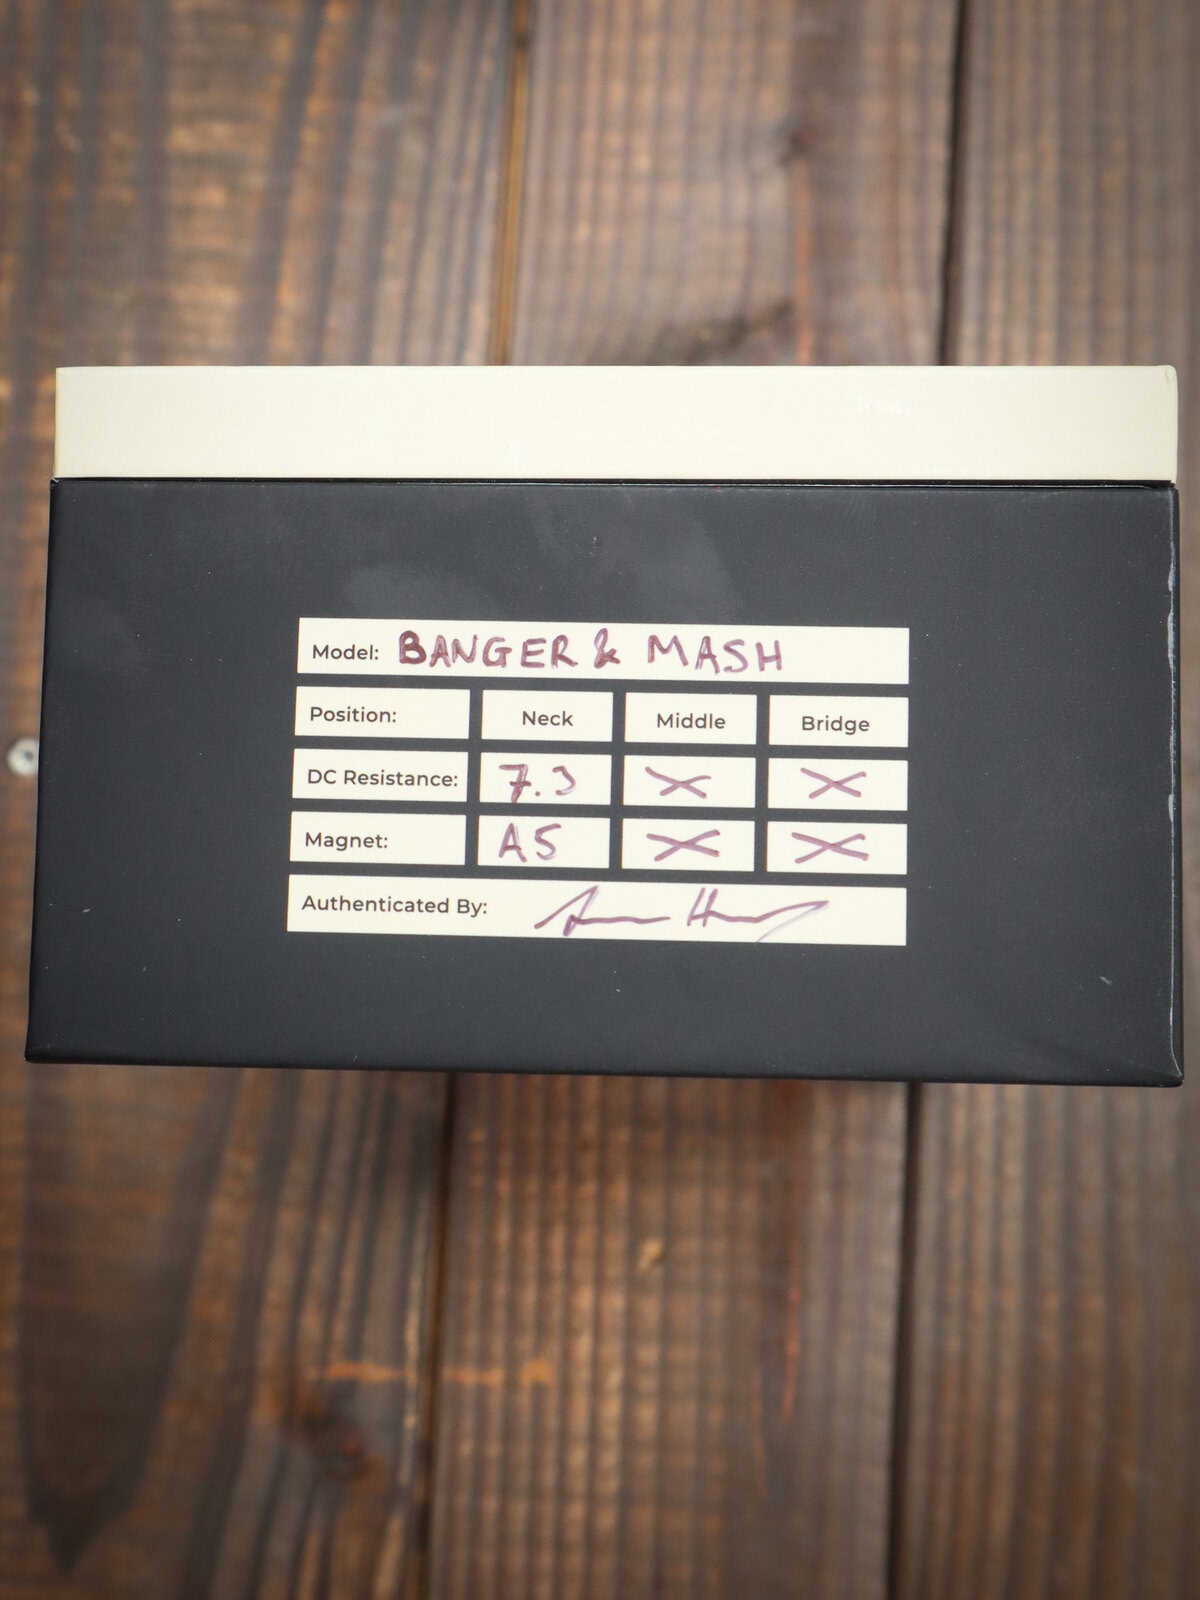 Model: BANGER & MASH
Position: Neck Middle Bridge
DC Resistance: 7.3 X X
Magnet: A5 X X
Authenticated By: